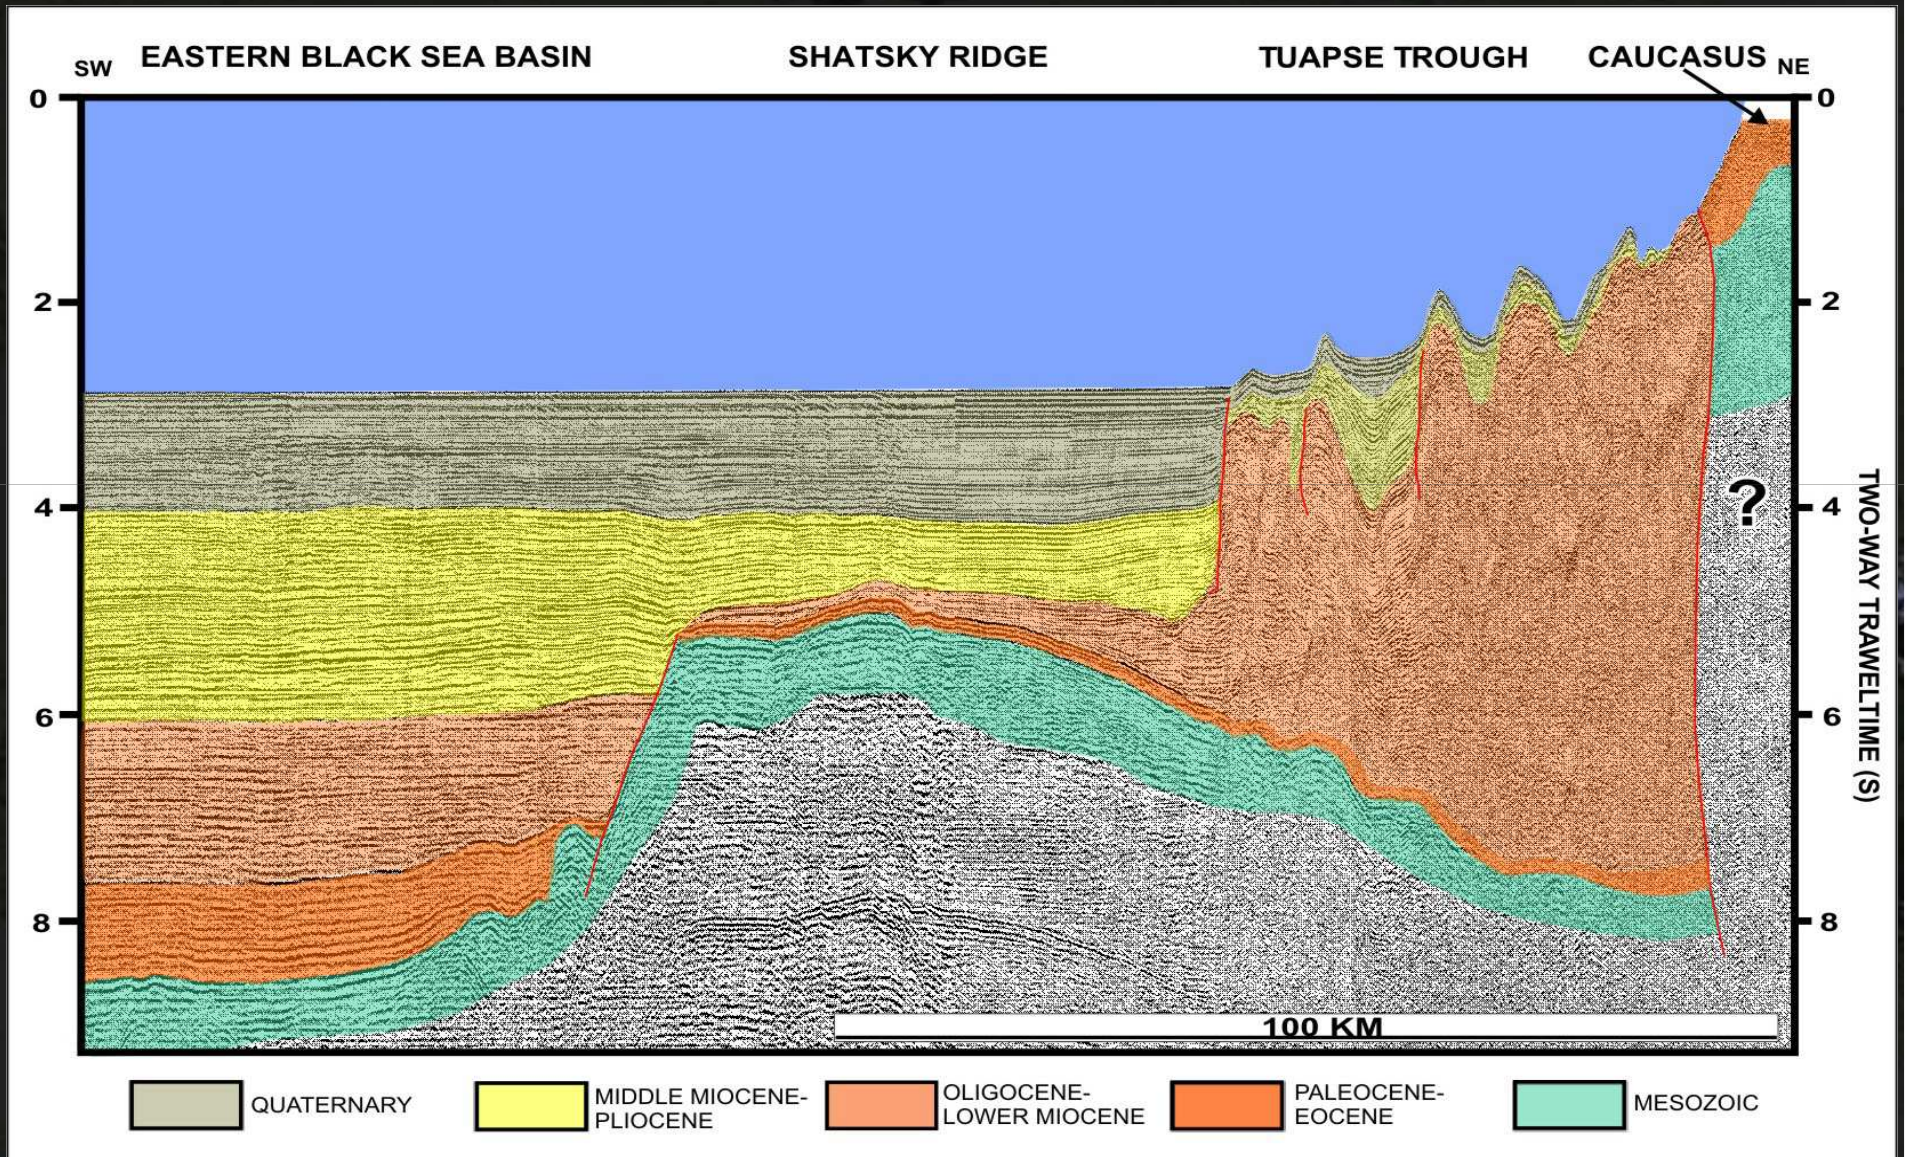 EASTERN BLACK SEA BASIN
SHATSKY RIDGE
TUAPSE TROUGH
CAUCASUS
SW
NE
0
0
2
2
4
4
6
6
8
8
?
TWO-WAY TRAWELTIME (S)
100 KM
QUATERNARY
MIDDLE MIOCENE-
PLIOCENE
OLIGOCENE-
LOWER MIOCENE
PALEOCENE-
EOCENE
MESOZOIC